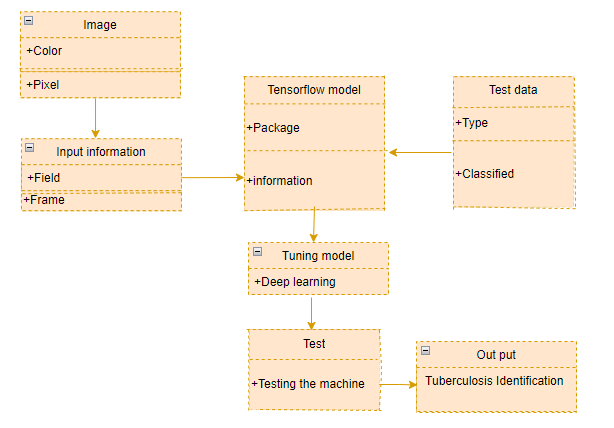 Image
+Color
+Pixel
Input information
+Field
+Frame
Tensorflow model
+Package
+information
Test data
+Type
+Classified
Tuning model
+Deep learning
Test
+Testing the machine
Out put
Tuberculosis Identification